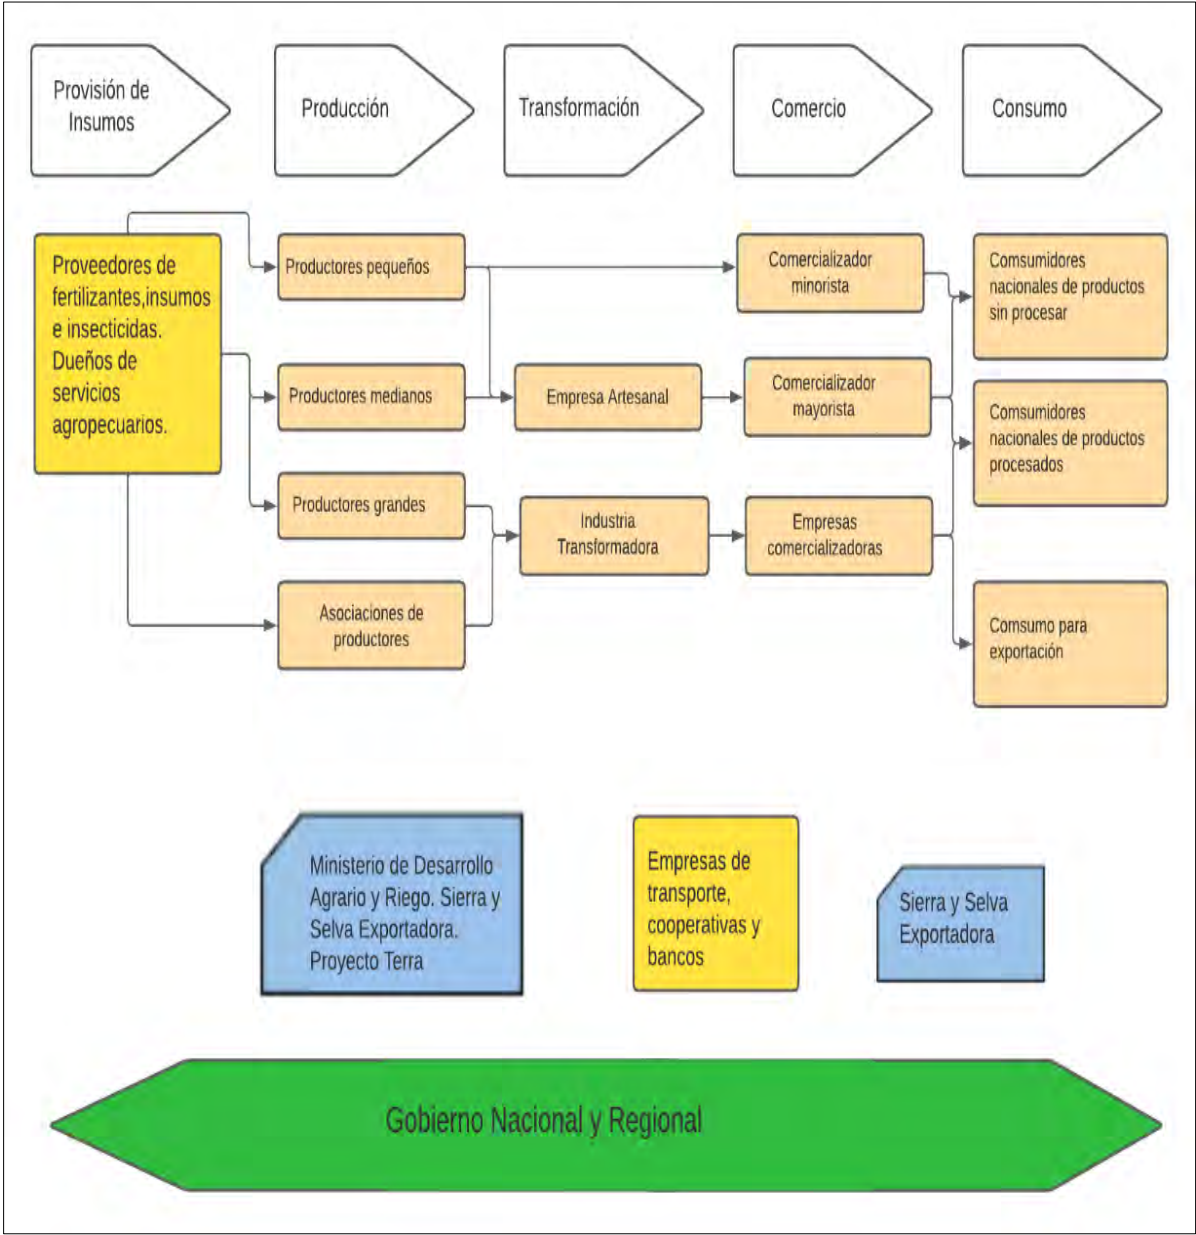 Provisión de
Insumos
Producción
Transformación
Comercio
Consumo
Proveedores de
fertilizantes,insumos
e insecticidas.
Dueños de
servicios
agropecuarios.
Productores pequeños
Productores medianos
Productores grandes
Asociaciones de
productores
Empresa Artesanal
Industria
Transformadora
Comercializador
minorista
Comercializador
mayorista
Empresas
comercializadoras
Comsumidores
nacionales de productos
sin procesar
Comsumidores
nacionales de productos
procesados
Comsumo para
exportación
Ministerio de Desarrollo
Agrario y Riego. Sierra y
Selva Exportadora.
Proyecto Terra
Empresas de
transporte,
cooperativas y
bancos
Sierra y Selva
Exportadora
Gobierno Nacional y Regional